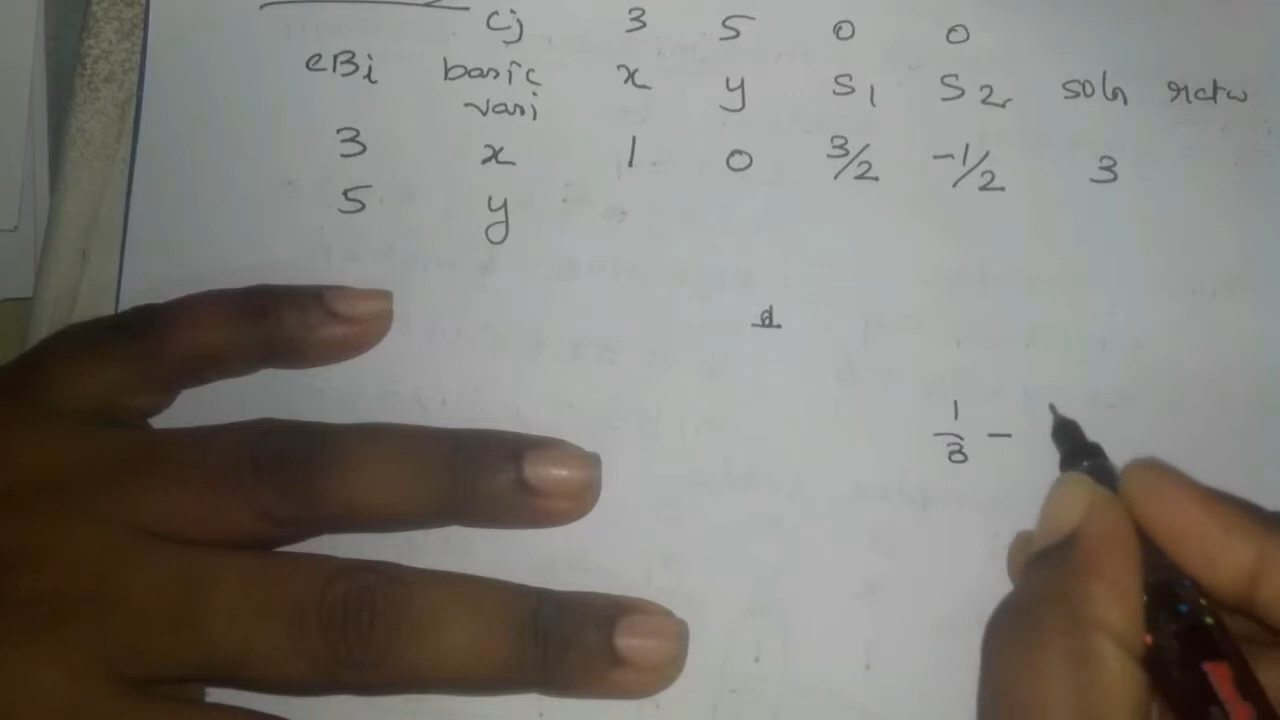 Cj 3 5 0 0
CBi basic vari x y S1 S2 soln ratio
3 x 1 0 3/2 -1/2 3
5 y
1/3 -